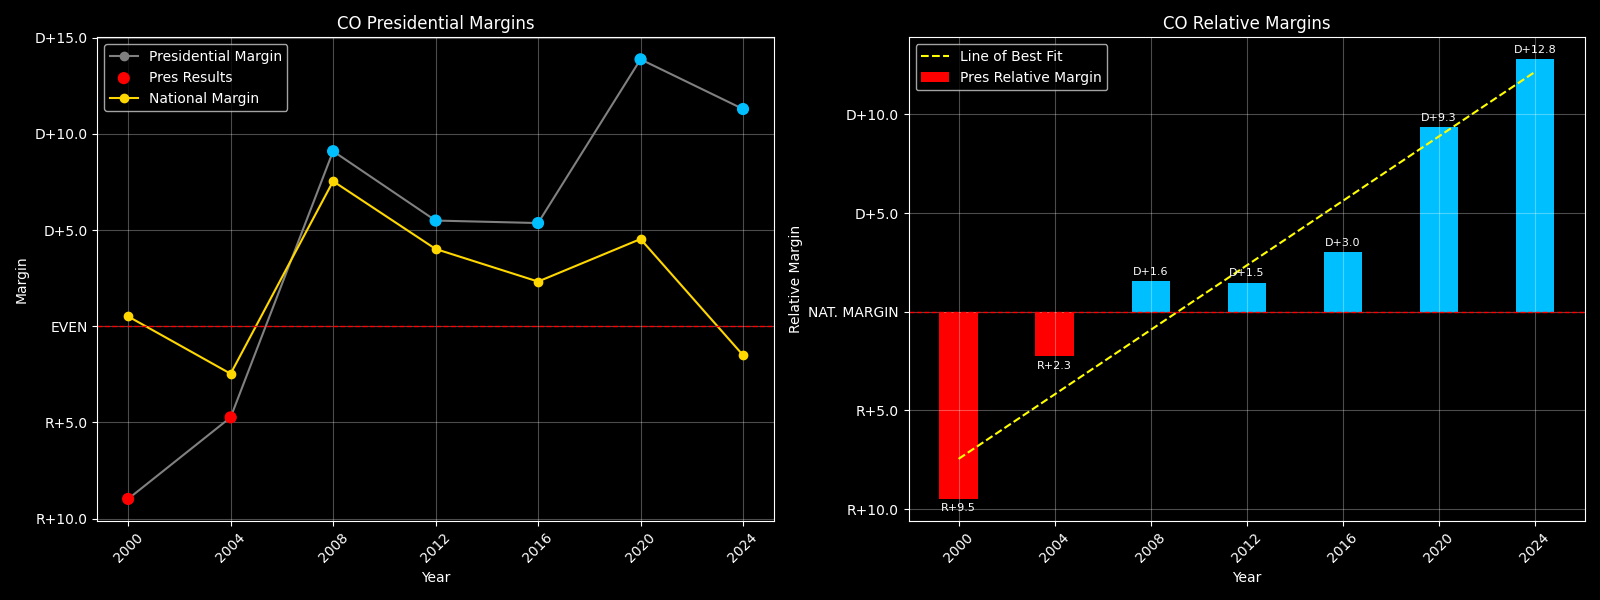 CO Presidential Margins
Presidential Margin
Pres Results
National Margin
D+15.0
D+10.0
D+5.0
EVEN
R+5.0
R+10.0
Margin
2000
2004
2008
2012
2016
2020
2024
Year
CO Relative Margins
Line of Best Fit
Pres Relative Margin
D+10.0
D+5.0
NAT. MARGIN
R+5.0
R+10.0
Relative Margin
R+9.5
R+2.3
D+1.6
D+1.5
D+3.0
D+9.3
D+12.8
2000
2004
2008
2012
2016
2020
2024
Year